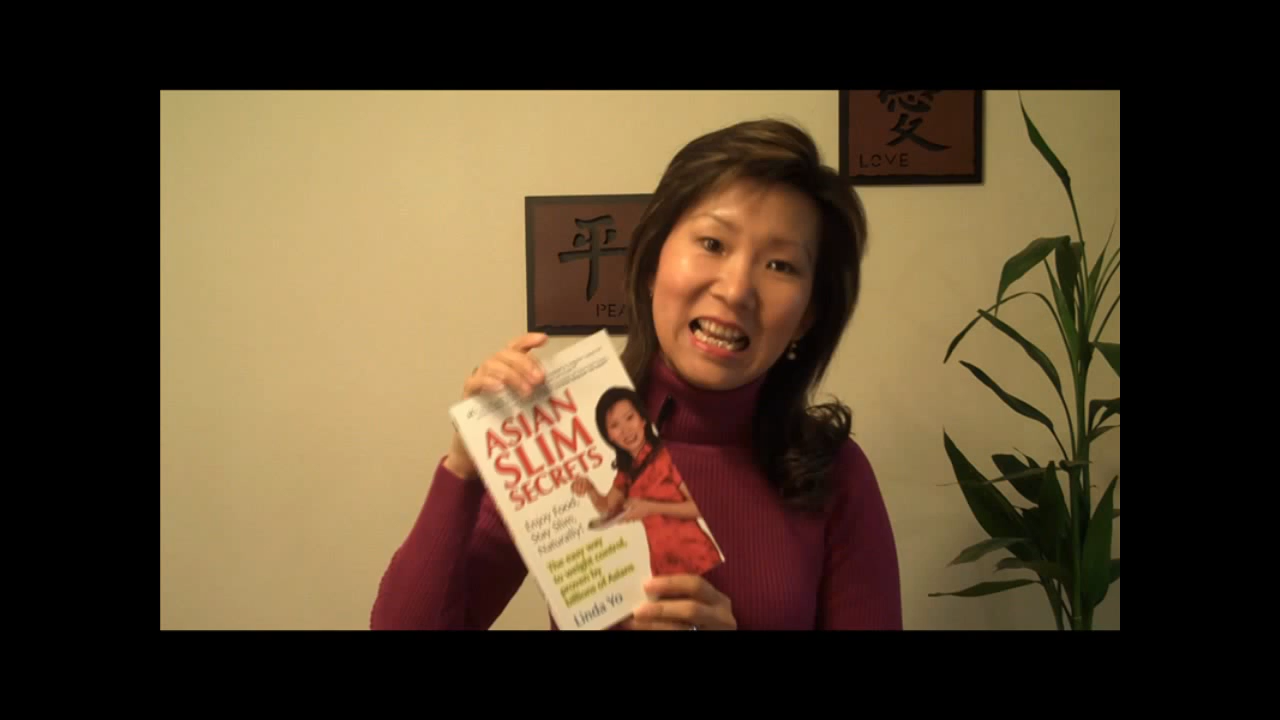 愛
LOVE
平
PEA
ASIAN
SLIM
SECRETS
Enjoy Food,
Stay Slim,
Naturally!
The easy way
to weight control,
proven by
billions of Asians
Linda Yo